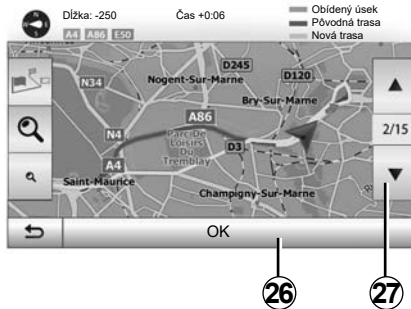 Dĺžka: -250 Čas +0:06 Obídený úsek
A4 A86 E50 Pôvodná trasa
Nová trasa
D245
D120
N34
Nogent-Sur-Marne
Bry-Sur-Marne
A86
2/15
N4
Parc De
Loisirs
Du
Tremblay
D3
A4
Saint-Maurice
Champigny-Sur-Marne
OK
26 27